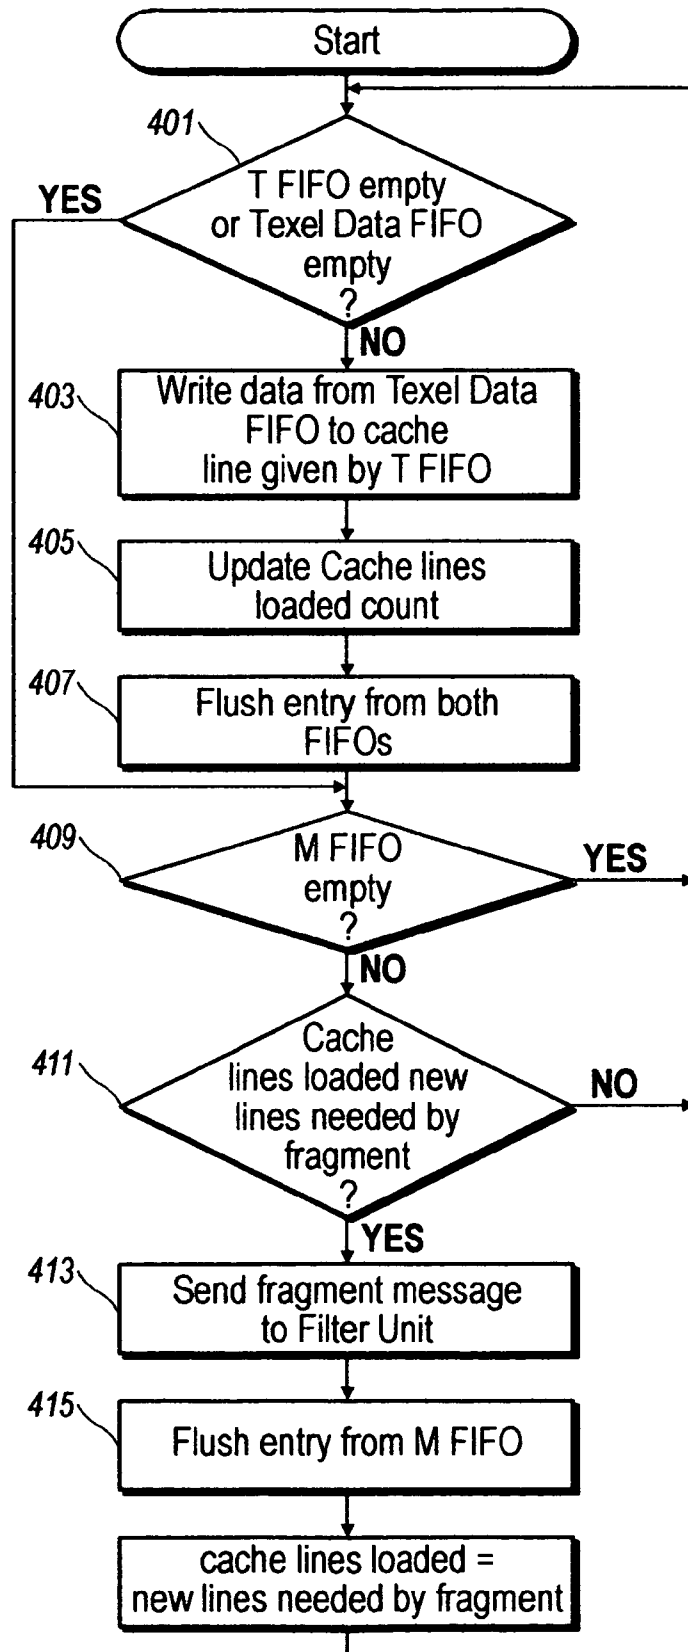 Start
401
T FIFO empty
or Texel Data FIFO
empty
?
YES
NO
403
Write data from Texel Data
FIFO to cache
line given by T FIFO
405
Update Cache lines
loaded count
407
Flush entry from both
FIFOs
409
M FIFO
empty
?
YES
NO
411
Cache
lines loaded new
lines needed by
fragment
?
NO
YES
413
Send fragment message
to Filter Unit
415
Flush entry from M FIFO
cache lines loaded =
new lines needed by fragment